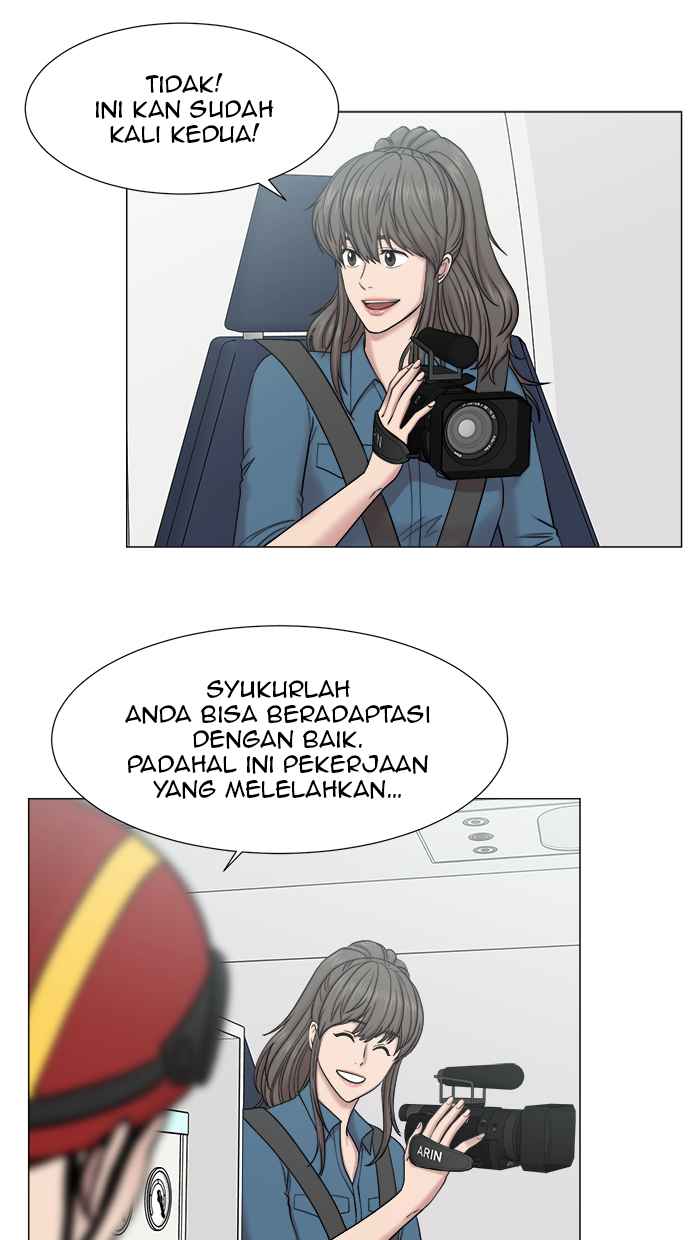 TIDAK!
INI KAN SUDAH
KALI KEDUA!
SYUKURLAH
ANDA BISA BERADAPTASI
DENGAN BAIK.
PADAHAL INI PEKERJAAN
YANG MELELAHKAN...
ARIN